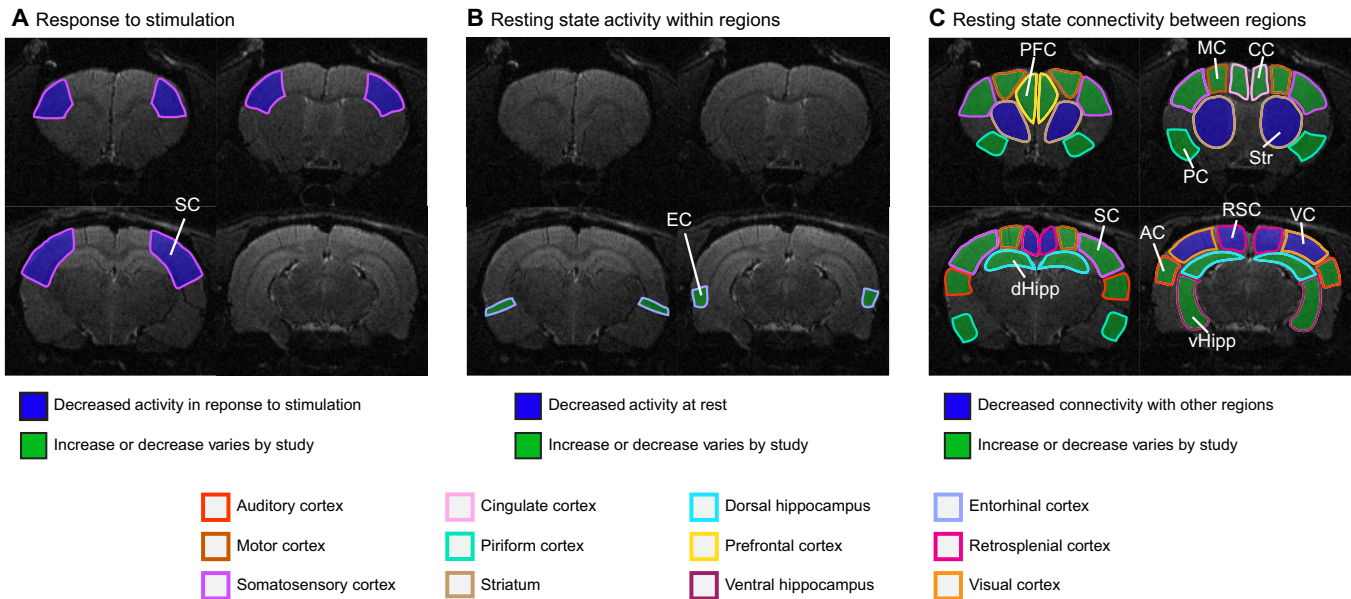 A Response to stimulation
B Resting state activity within regions
C Resting state connectivity between regions
PFC
MC
CC
PC
Str
SC
EC
SC
RSC
VC
AC
dHipp
vHipp
Decreased activity in reponse to stimulation
Increase or decrease varies by study
Decreased activity at rest
Increase or decrease varies by study
Decreased connectivity with other regions
Increase or decrease varies by study
Auditory cortex
Cingulate cortex
Dorsal hippocampus
Entorhinal cortex
Motor cortex
Piriform cortex
Prefrontal cortex
Retrosplenial cortex
Somatosensory cortex
Striatum
Ventral hippocampus
Visual cortex